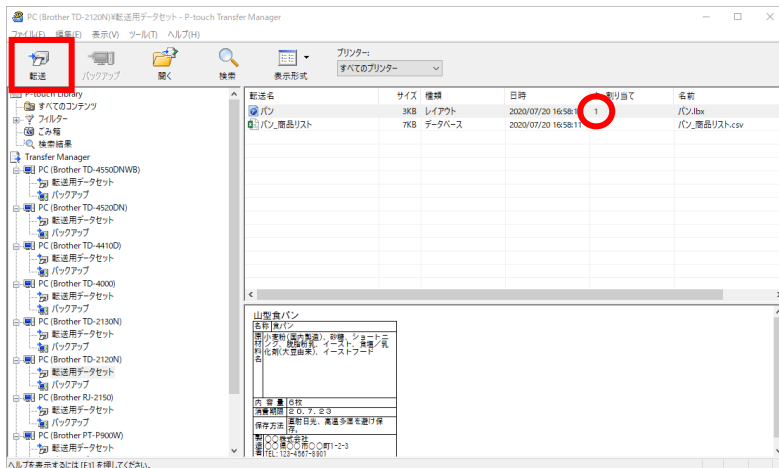 PC (Brother TD-2120N)¥転送用データセット - P-touch Transfer Manager
ファイル(F) 編集(E) 表示(V) ツール(T) ヘルプ(H)
転送
バックアップ
開く
検索
表示形式
プリンター:
すべてのプリンター
P-touch Library
すべてのコンテンツ
フィルター
ごみ箱
検索結果
Transfer Manager
PC (Brother TD-4550DNWB)
転送用データセット
バックアップ
PC (Brother TD-4520DN)
転送用データセット
バックアップ
PC (Brother TD-4410D)
転送用データセット
バックアップ
PC (Brother TD-4000)
転送用データセット
バックアップ
PC (Brother TD-2130N)
転送用データセット
バックアップ
PC (Brother TD-2120N)
転送用データセット
バックアップ
PC (Brother RJ-2150)
転送用データセット
バックアップ
PC (Brother PT-P900W)
転送用データセット
転送名 サイズ 種類 日時 割り当て 名前
パン 3KB レイアウト 2020/07/20 16:58:1 1 パン.lbx
パン_商品リスト 7KB データベース 2020/07/20 16:58:11 パン_商品リスト.csv
山型食パン
名称 食パン
原材料名 小麦粉(国内製造)、砂糖、ショートニ
ング、脱脂粉乳、イースト、食塩/乳
化剤(大豆由来)、イーストフード
内容量 6枚
消費期限 20.7.23
保存方法 直射日光、高温多湿を避け保
存。
製造者 〇〇株式会社
〇〇県〇〇市〇〇町1-2-3
TEL: 123-4567-8901
ヘルプを表示するには [F1] を押してください。